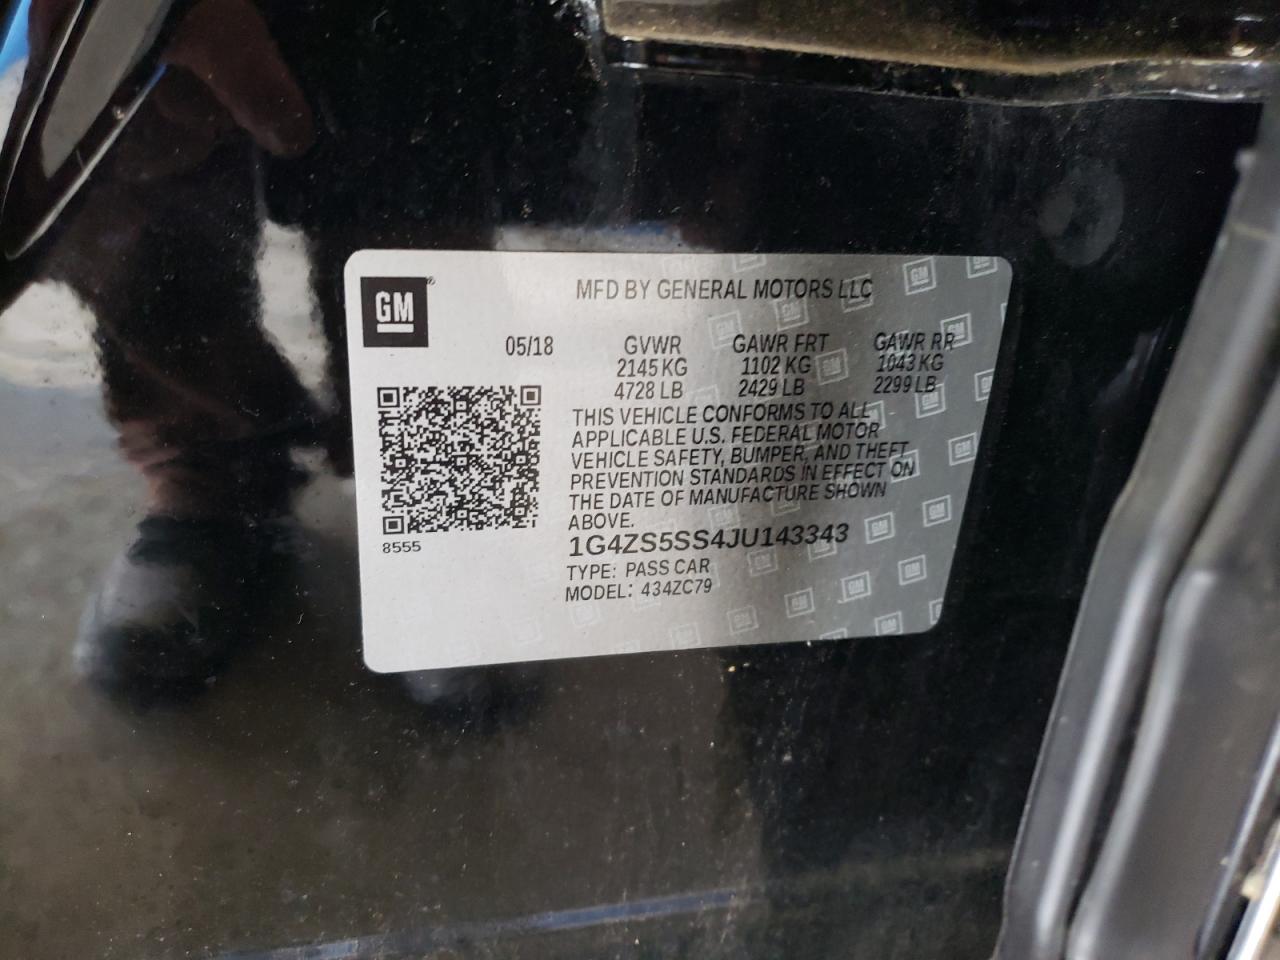 GM
MFD BY GENERAL MOTORS LLC
05/18 GVWR GAWR FRT GAWR RR
2145 KG 1102 KG 1043 KG
4728 LB 2429 LB 2299 LB
THIS VEHICLE CONFORMS TO ALL
APPLICABLE U.S. FEDERAL MOTOR
VEHICLE SAFETY, BUMPER, AND THEFT
PREVENTION STANDARDS IN EFFECT ON
THE DATE OF MANUFACTURE SHOWN
ABOVE.
8555
1G4ZS5SS4JU143343
TYPE: PASS CAR
MODEL: 434ZC79